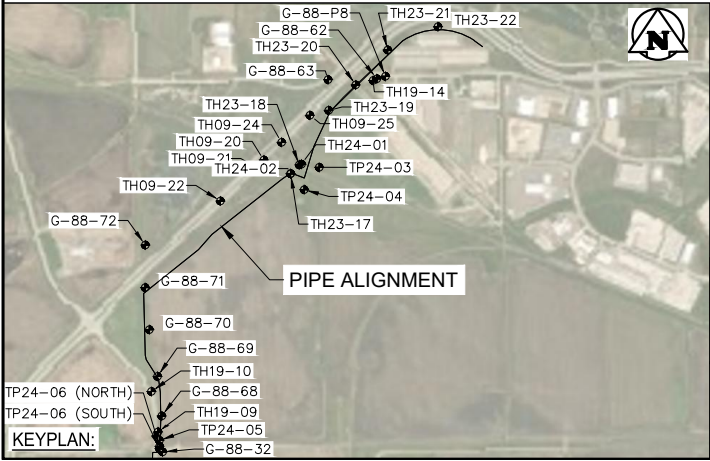 G-88-P8
TH23-21
TH23-22
G-88-62
TH23-20
G-88-63
N
TH19-14
TH23-18
TH23-19
TH09-24
TH09-25
TH09-20
TH24-01
TH09-21
TH24-02
TP24-03
TH09-22
TP24-04
G-88-72
TH23-17
G-88-71
PIPE ALIGNMENT
G-88-70
G-88-69
TH19-10
TP24-06 (NORTH)
G-88-68
TP24-06 (SOUTH)
TH19-09
TP24-05
KEYPLAN:
G-88-32